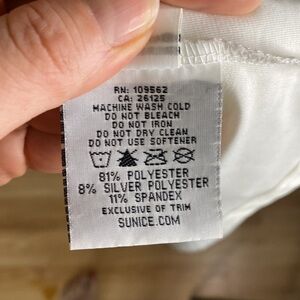 RN: 109562
CA: 26125
MACHINE WASH COLD
DO NOT BLEACH
DO NOT IRON
DO NOT DRY CLEAN
DO NOT USE SOFTENER
81% POLYESTER
8% SILVER POLYESTER
11% SPANDEX
EXCLUSIVE OF TRIM
SUNICE.COM